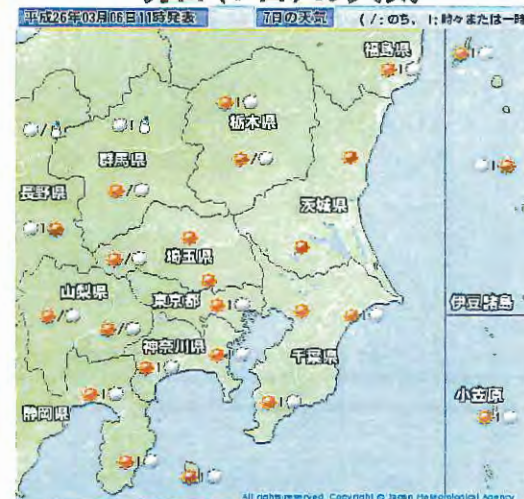 平成26年03月06日11時発表 7日の天気 ( / : のち, | : 時々または一時
福島県
栃木県
群馬県
長野県
茨城県
埼玉県
山梨県
東京都
伊豆諸島
神奈川県
千葉県
静岡県
小笠原
All rights reserved. Copyright © Japan Meteorological Agency